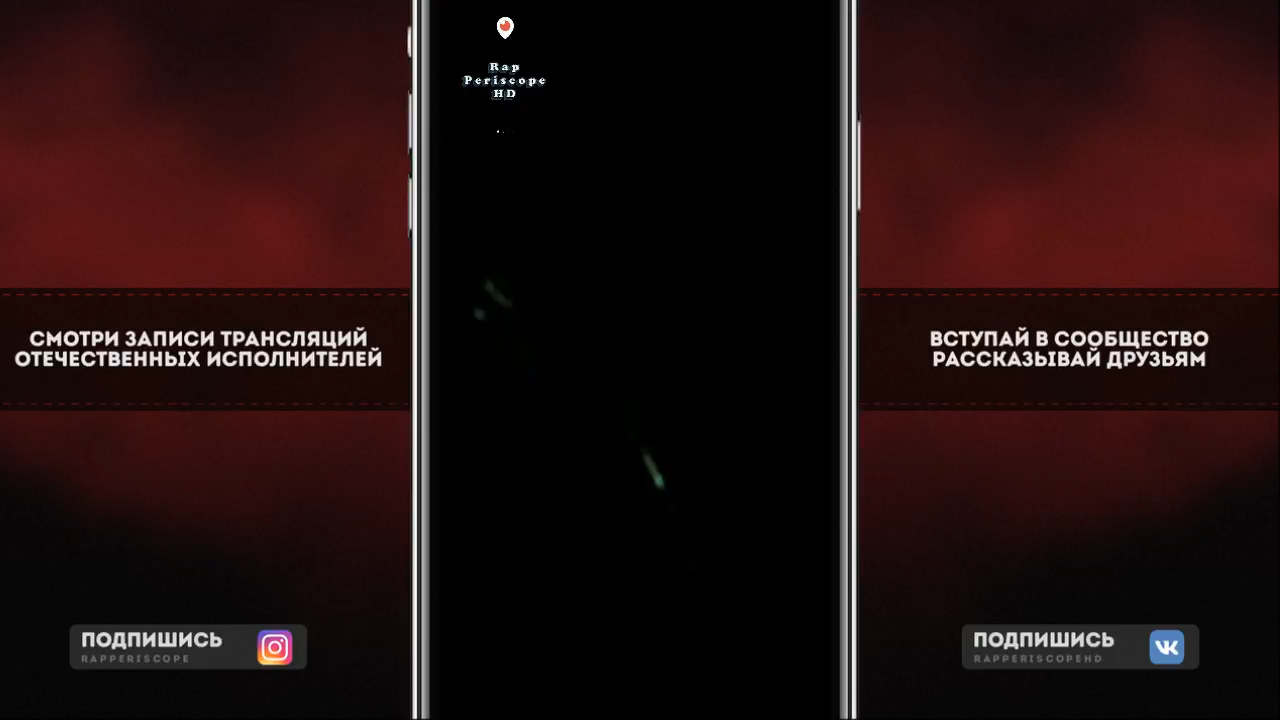 Rap
Periscope
HD
СМОТРИ ЗАПИСИ ТРАНСЛЯЦИЙ
ОТЕЧЕСТВЕННЫХ ИСПОЛНИТЕЛЕЙ
ВСТУПАЙ В СООБЩЕСТВО
РАССКАЗЫВАЙ ДРУЗЬЯМ
ПОДПИШИСЬ
RAPPERISCOPE
ПОДПИШИСЬ
RAPPERISCOPEHD